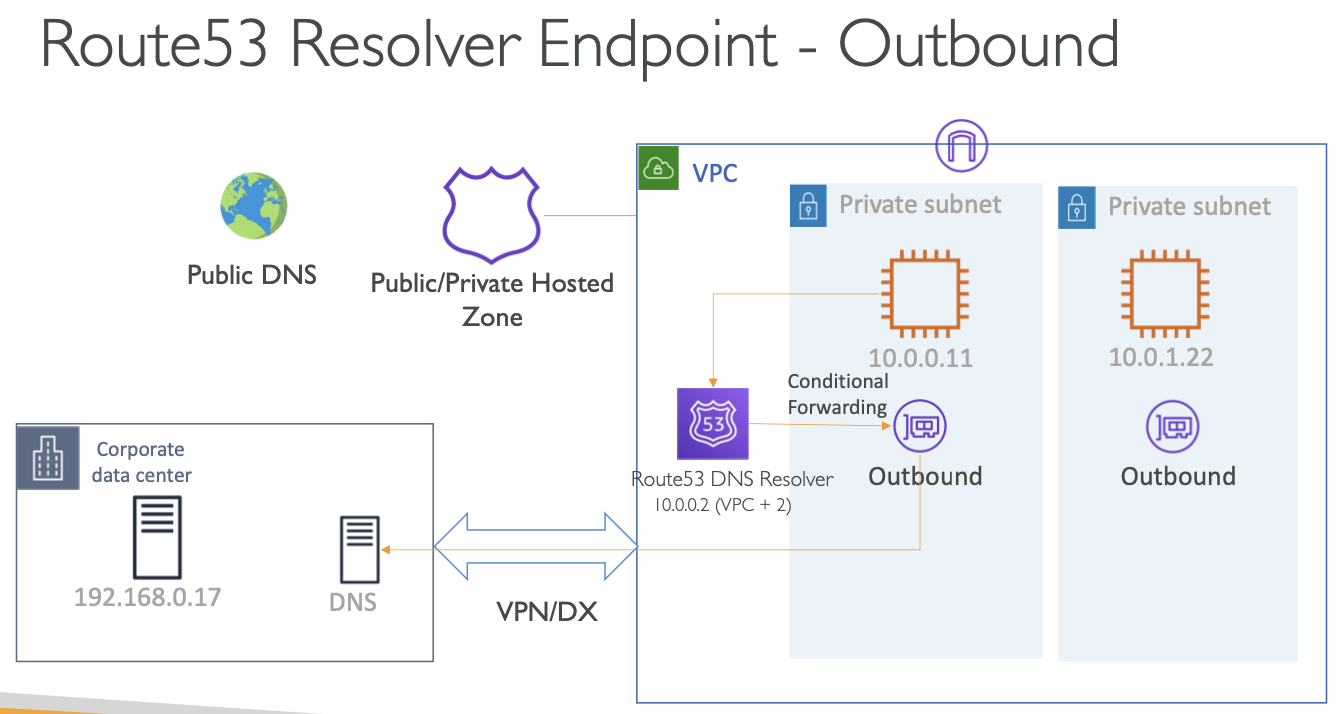 Route53 Resolver Endpoint - Outbound
VPC
Private subnet
Private subnet
Public DNS
Public/Private Hosted
Zone
10.0.0.11
10.0.1.22
Conditional
Forwarding
53
Route53 DNS Resolver
10.0.0.2 (VPC + 2)
Outbound
Outbound
Corporate
data center
192.168.0.17
DNS
VPN/DX